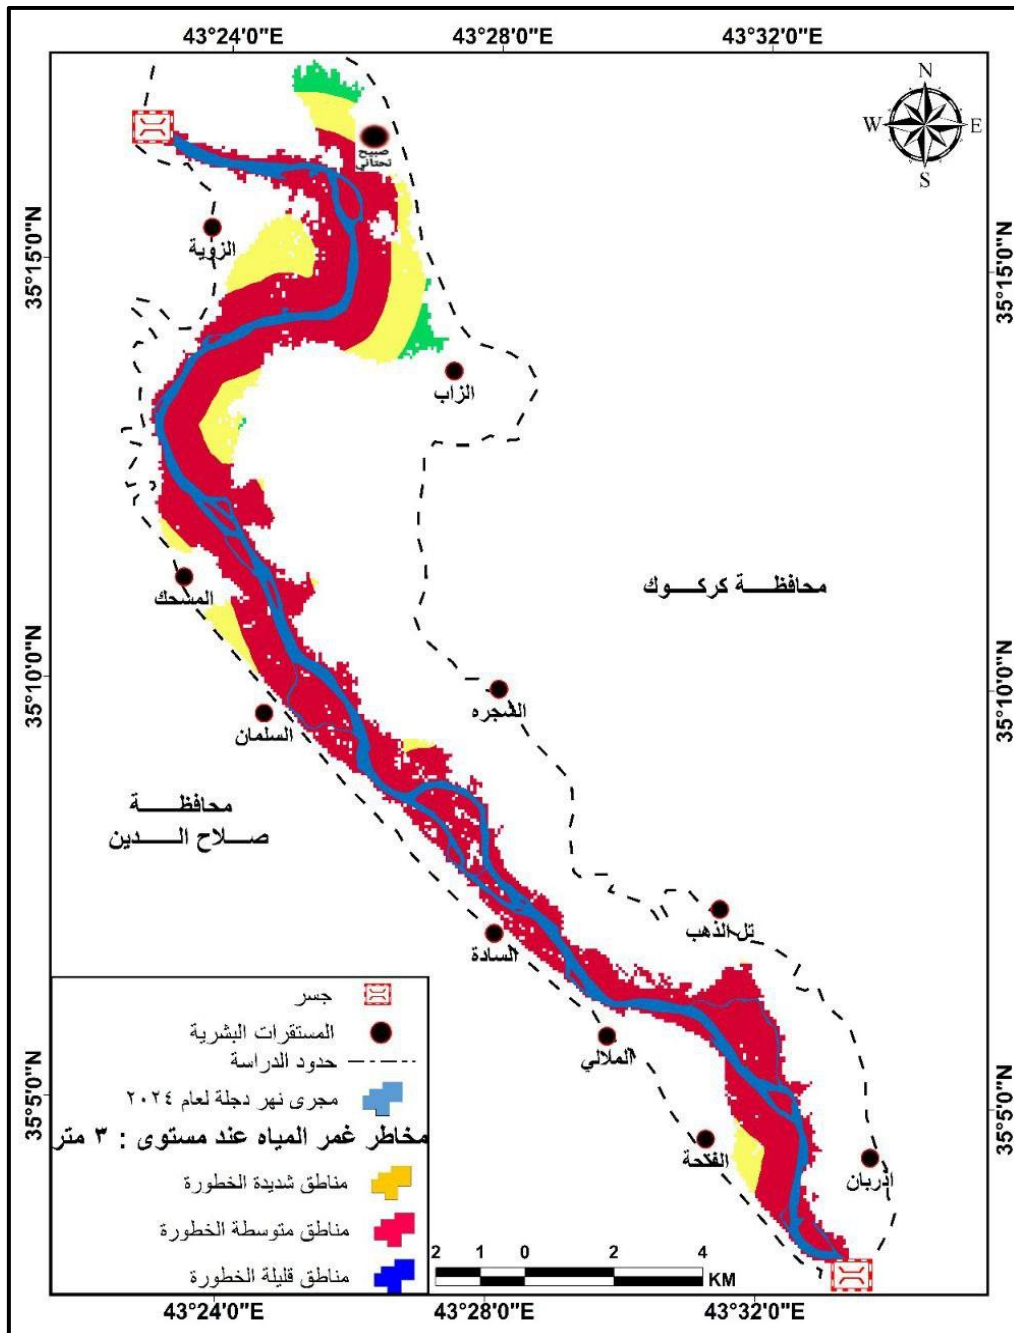 43°24'0"E
43°28'0"E
43°32'0"E
N
W
E
S
صبيح
تحتاني
الزوية
35°15'0"N
35°15'0"N
الزاب
المسحك
محافظـــة كركـــوك
35°10'0"N
35°10'0"N
الشجره
السلمان
محافظـــــة
صـــلاح الـــــدين
تل الذهب
السادة
الملالي
جسر
المستقرات البشرية
حدود الدراسة
مجرى نهر دجلة لعام ٢٠٢٤
مخاطر غمر المياه عند مستوى : ٣ متر
مناطق شديدة الخطورة
مناطق متوسطة الخطورة
مناطق قليلة الخطورة
35°5'0"N
35°5'0"N
الفتحة
اذربان
2 1 0 2 4
KM
43°24'0"E
43°28'0"E
43°32'0"E